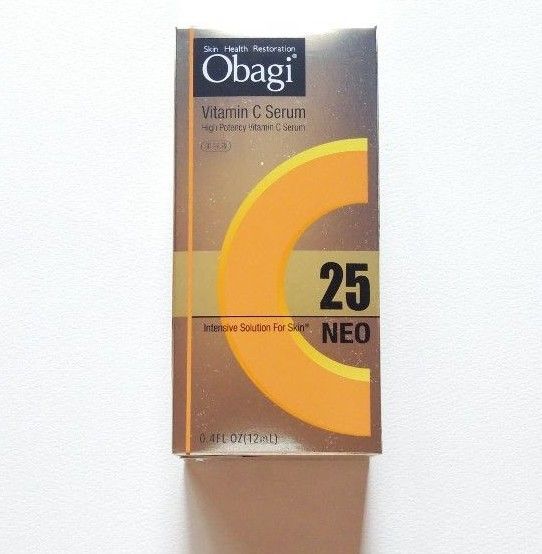 Skin Health Restoration
Obagi®
Vitamin C Serum
High Potency Vitamin C Serum
25
Intensive Solution For Skin*
NEO
0.4FL OZ(12mL)